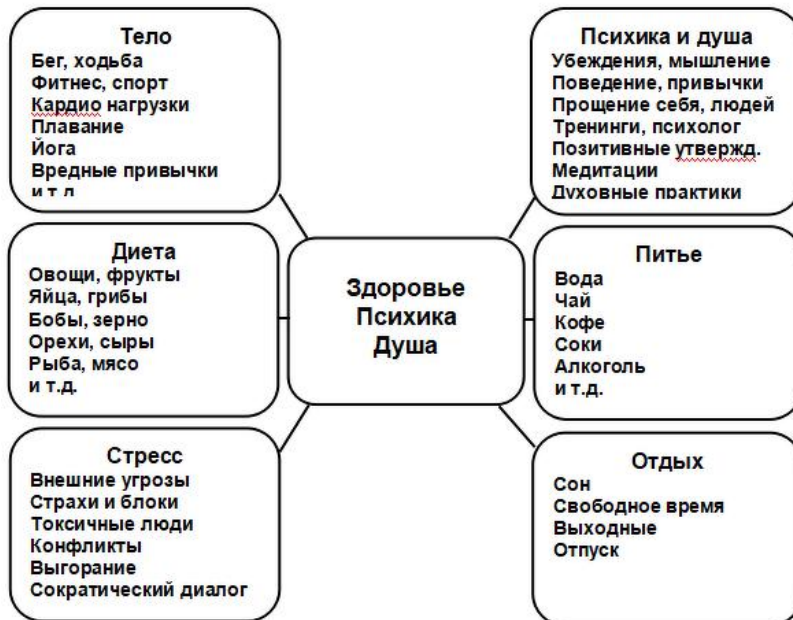 Тело
Бег, ходьба
Фитнес, спорт
Кардио нагрузки
Плавание
Йога
Вредные привычки
и т д
Психика и душа
Убеждения, мышление
Поведение, привычки
Прощение себя, людей
Тренинги, психолог
Позитивные утвержд.
Медитации
Духовные практики
Диета
Овощи, фрукты
Яйца, грибы
Бобы, зерно
Орехи, сыры
Рыба, мясо
и т.д.
Здоровье
Психика
Душа
Питье
Вода
Чай
Кофе
Соки
Алкоголь
и т.д.
Стресс
Внешние угрозы
Страхи и блоки
Токсичные люди
Конфликты
Выгорание
Сократический диалог
Отдых
Сон
Свободное время
Выходные
Отпуск